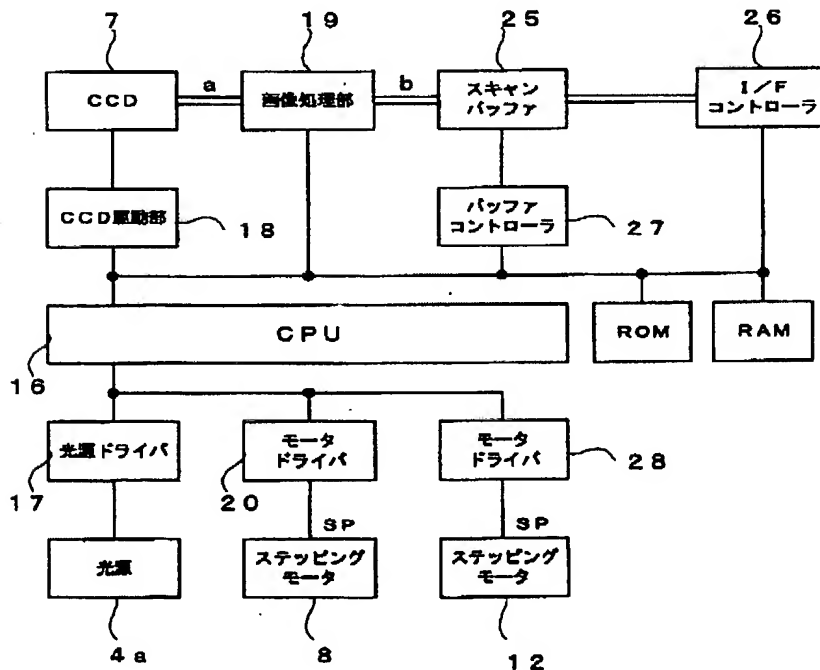 7
19
25
26
CCD
a
画像処理部
b
スキャン
バッファ
I/F
コントローラ
CCD駆動部
18
バッファ
コントローラ
27
CPU
ROM
RAM
16
光源ドライバ
モータ
ドライバ
モータ
ドライバ
17
20
28
SP
SP
光源
ステッピング
モータ
ステッピング
モータ
4a
8
12